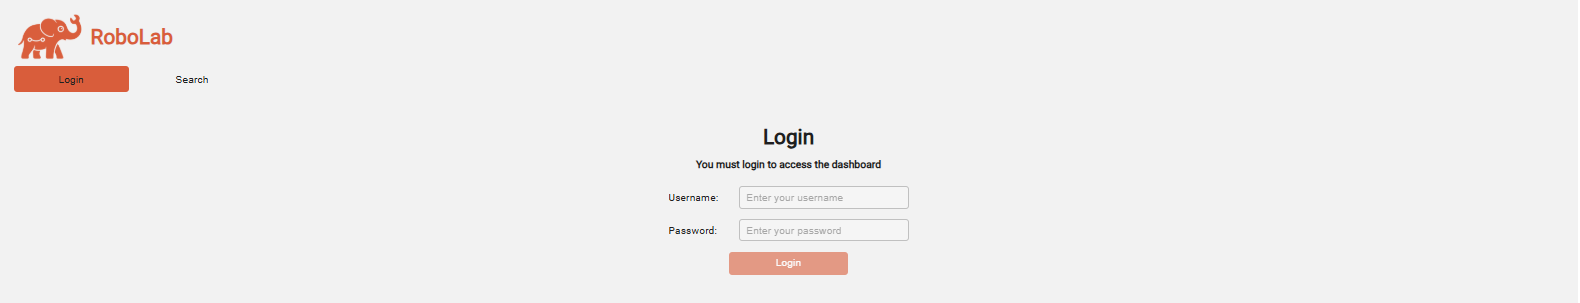 RoboLab
Login Search
Login
You must login to access the dashboard
Username: Enter your username
Password: Enter your password
Login